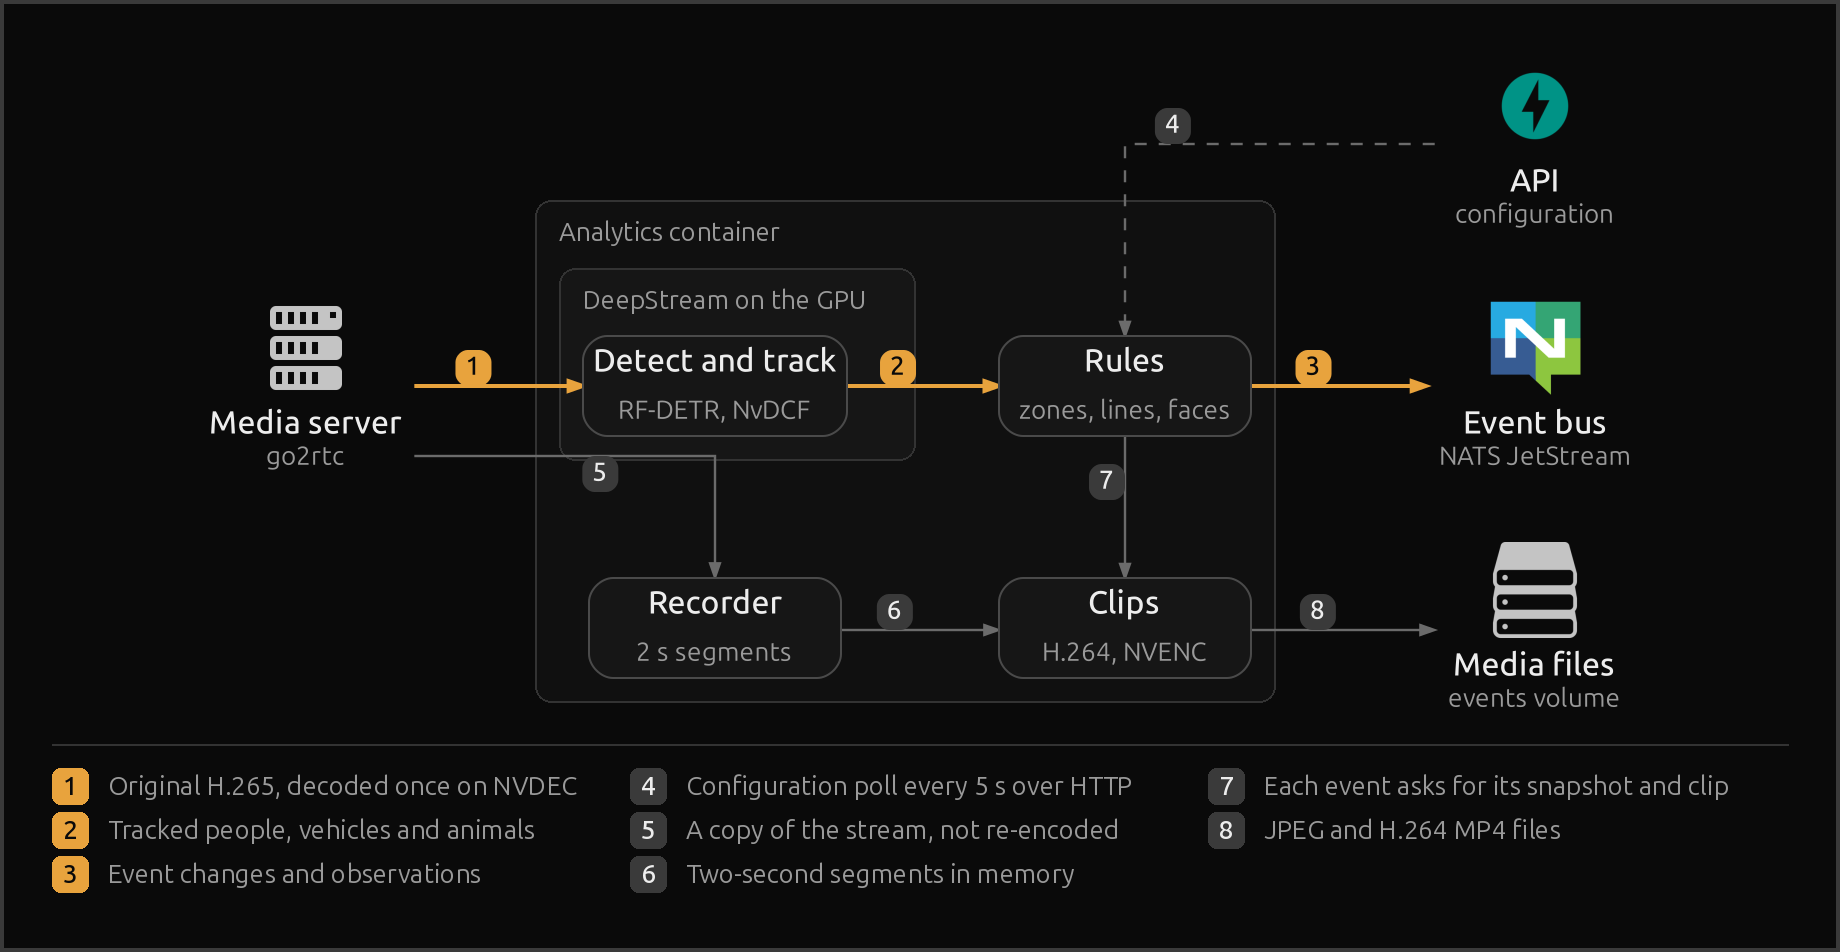 4
API
configuration
Analytics container
DeepStream on the GPU
1
Detect and track
RF-DETR, NvDCF
2
Rules
zones, lines, faces
3
N
Event bus
NATS JetStream
Media server
go2rtc
5
7
Recorder
2 s segments
6
Clips
H.264, NVENC
8
Media files
events volume
1 Original H.265, decoded once on NVDEC
2 Tracked people, vehicles and animals
3 Event changes and observations
4 Configuration poll every 5 s over HTTP
5 A copy of the stream, not re-encoded
6 Two-second segments in memory
7 Each event asks for its snapshot and clip
8 JPEG and H.264 MP4 files